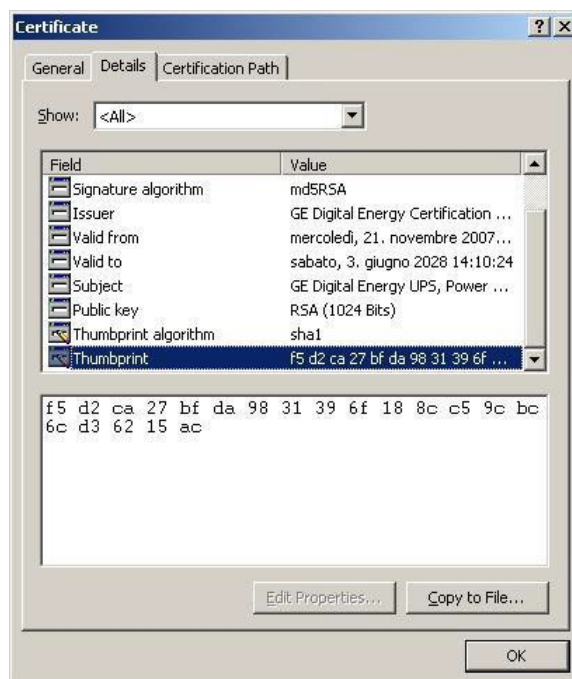 Certificate
General Details Certification Path
Show: <All>
Field Value
Signature algorithm md5RSA
Issuer GE Digital Energy Certification ...
Valid from mercoledì, 21. novembre 2007...
Valid to sabato, 3. giugno 2028 14:10:24
Subject GE Digital Energy UPS, Power ...
Public key RSA (1024 Bits)
Thumbprint algorithm sha1
Thumbprint f5 d2 ca 27 bf da 98 31 39 6f ...
f5 d2 ca 27 bf da 98 31 39 6f 18 8c c5 9c bc
6c d3 62 15 ac
Edit Properties... Copy to File...
OK